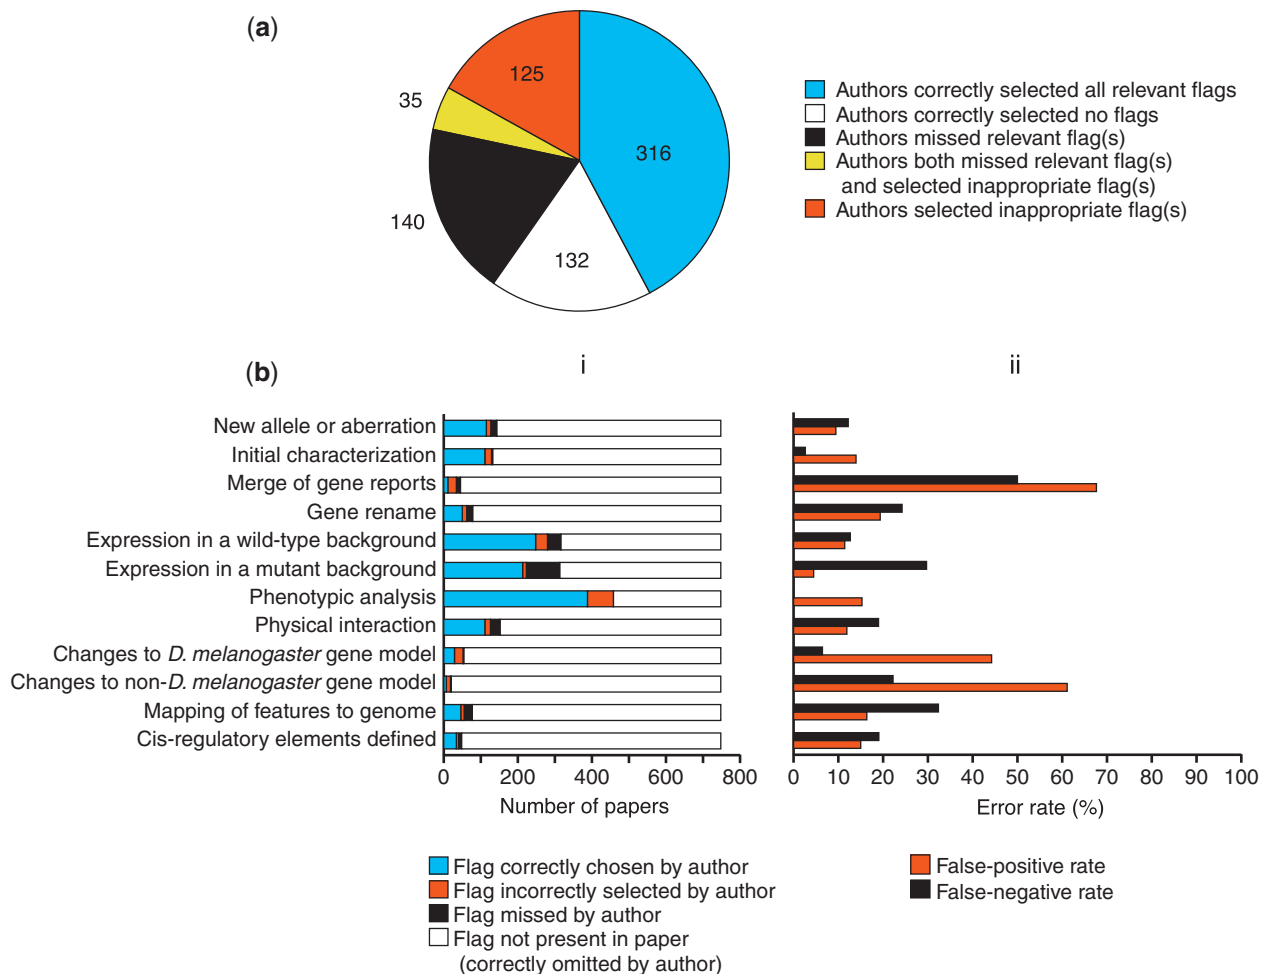 (a)
125
35
316
140
132
Authors correctly selected all relevant flags
Authors correctly selected no flags
Authors missed relevant flag(s)
Authors both missed relevant flag(s)
and selected inappropriate flag(s)
Authors selected inappropriate flag(s)
(b)
i
ii
New allele or aberration
Initial characterization
Merge of gene reports
Gene rename
Expression in a wild-type background
Expression in a mutant background
Phenotypic analysis
Physical interaction
Changes to D. melanogaster gene model
Changes to non-D. melanogaster gene model
Mapping of features to genome
Cis-regulatory elements defined
0 200 400 600 800
Number of papers
0 10 20 30 40 50 60 70 80 90 100
Error rate (%)
Flag correctly chosen by author
Flag incorrectly selected by author
Flag missed by author
Flag not present in paper
(correctly omitted by author)
False-positive rate
False-negative rate